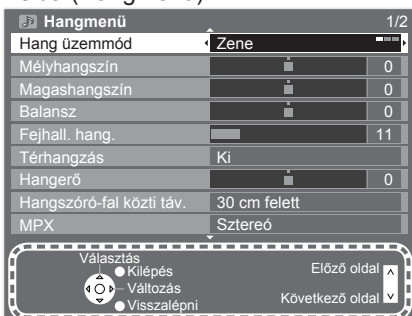 Hangmenü 1/2
Hang üzemmód Zene
Mélyhangszín 0
Magashangszín 0
Balansz 0
Fejhall. hang. 11
Térhangzás Ki
Hangerő 0
Hangszóró-fal közti táv. 30 cm felett
MPX Sztereó
Választás
Kilépés
Változás
Visszalépni
Előző oldal
Következő oldal